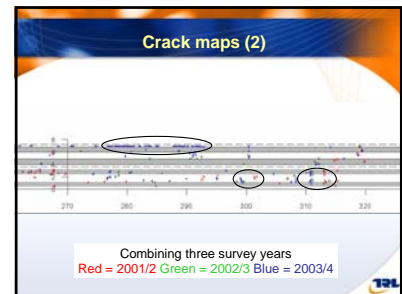 Crack maps (2)
270 280 290 300 310 320
Combining three survey years
Red = 2001/2 Green = 2002/3 Blue = 2003/4
TRL